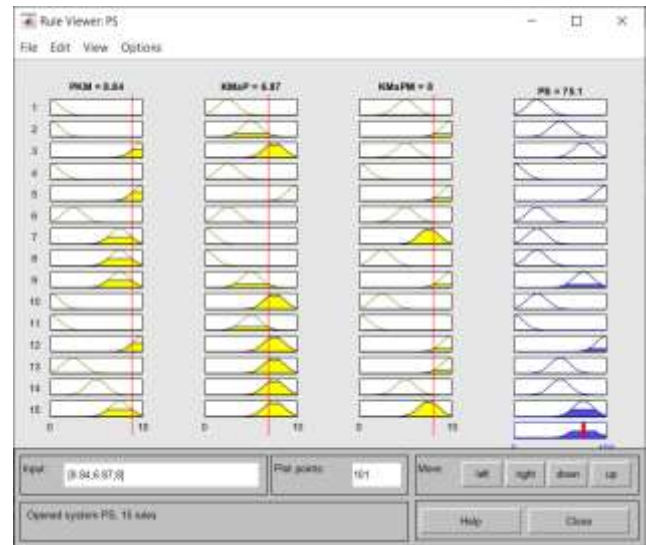 Rule Viewer: PS
File Edit View Options
PKM = 8.84
KMaP = 6.87
KMaPM = 8
PS = 75.1
1
2
3
4
5
6
7
8
9
10
11
12
13
14
15
0 10
0
0 10
Input: [8.84;6.87;8]
Plot points: 101
Move: left right down up
Opened system PS, 15 rules
Help Close